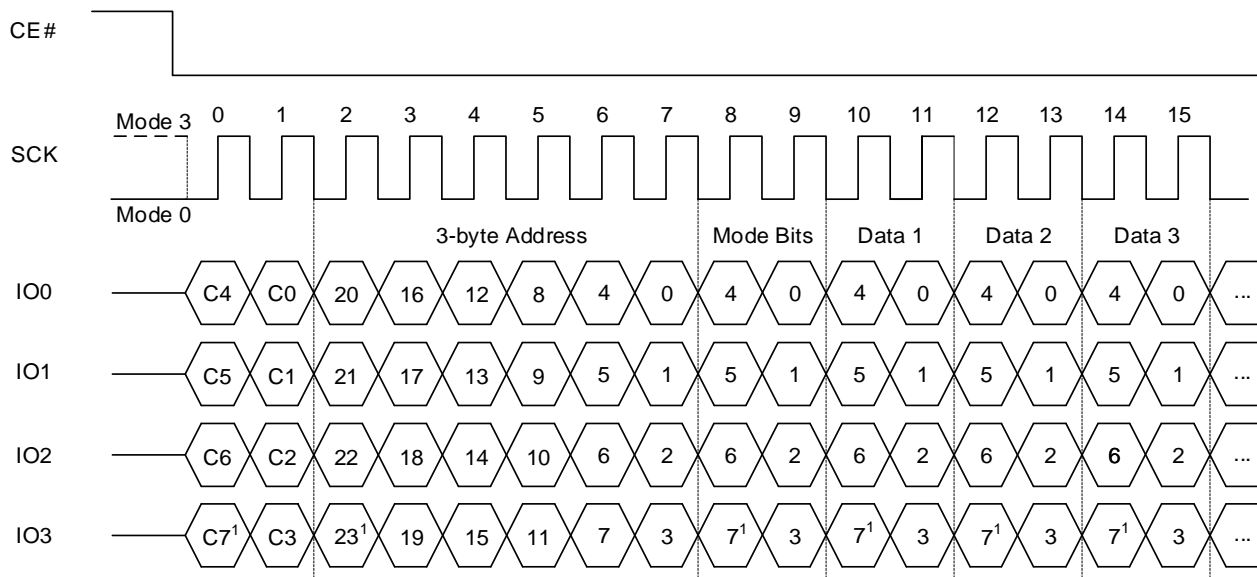 CE#
Mode 3 0 1 2 3 4 5 6 7 8 9 10 11 12 13 14 15
SCK
Mode 0
3-byte Address Mode Bits Data 1 Data 2 Data 3
IO0 C4 C0 20 16 12 8 4 0 4 0 4 0 4 0 4 0 ...
IO1 C5 C1 21 17 13 9 5 1 5 1 5 1 5 1 5 1 ...
IO2 C6 C2 22 18 14 10 6 2 6 2 6 2 6 2 6 2 ...
IO3 C7¹ C3 23¹ 19 15 11 7 3 7¹ 3 7¹ 3 7¹ 3 7¹ 3 ...